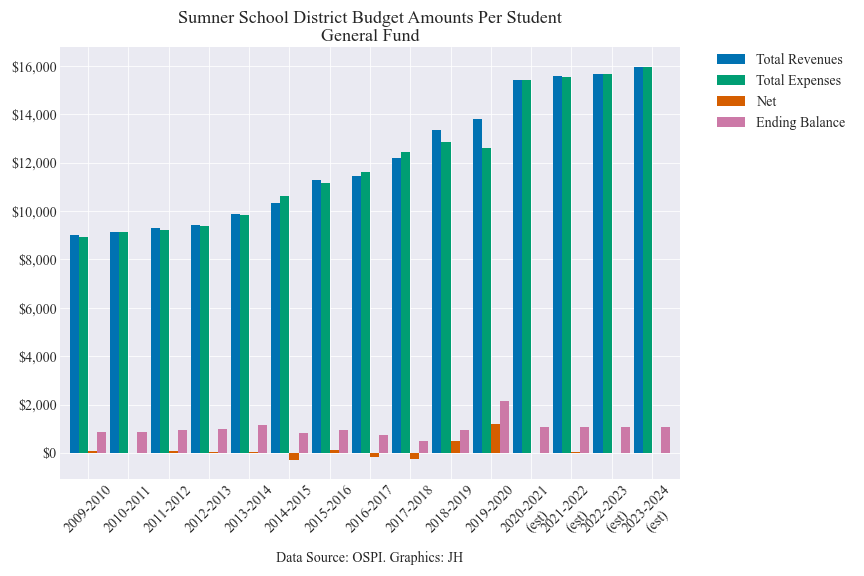 Sumner School District Budget Amounts Per Student
General Fund
$16,000
$14,000
$12,000
$10,000
$8,000
$6,000
$4,000
$2,000
$0
Total Revenues
Total Expenses
Net
Ending Balance
2009-2010
2010-2011
2011-2012
2012-2013
2013-2014
2014-2015
2015-2016
2016-2017
2017-2018
2018-2019
2019-2020
2020-2021
(est)
2021-2022
(est)
2022-2023
(est)
2023-2024
(est)
Data Source: OSPI. Graphics: JH